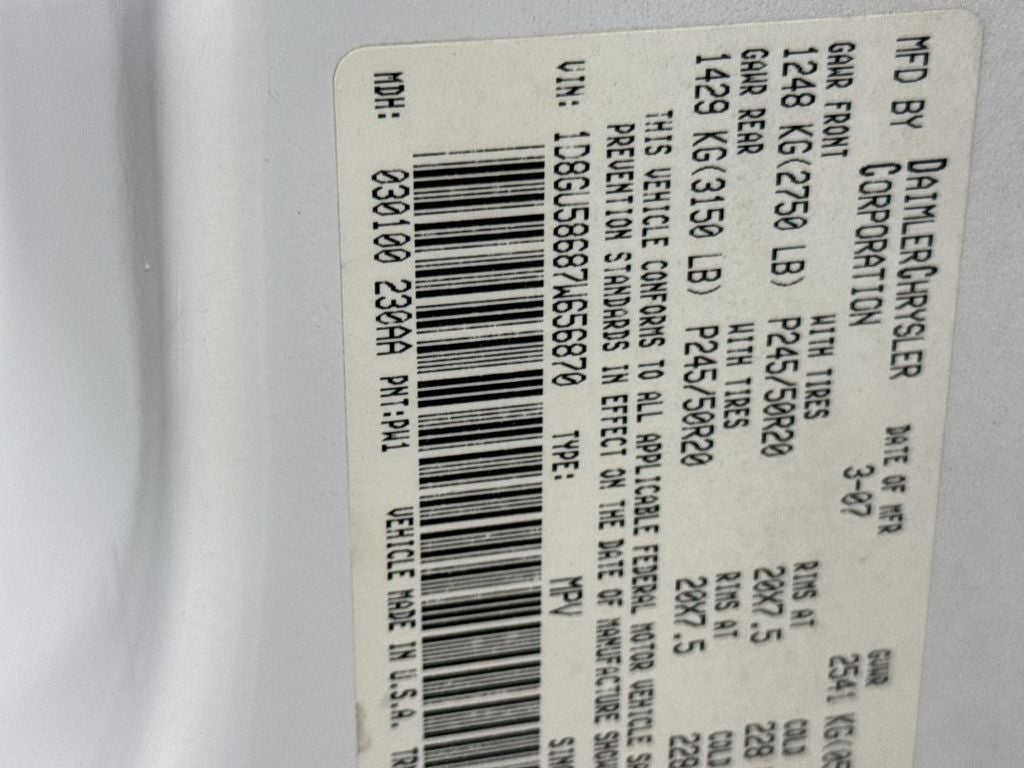 MFD BY DAIMLERCHRYSLER CORPORATION DATE OF MFR 3-07 GVWR 2541 KG
GAWR FRONT WITH TIRES RIMS AT COLD
1248 KG(2750 LB) P245/50R20 20X7.5 228
GAWR REAR WITH TIRES RIMS AT COLD
1429 KG(3150 LB) P245/50R20 20X7.5 228
THIS VEHICLE CONFORMS TO ALL APPLICABLE FEDERAL MOTOR VEHICLE
PREVENTION STANDARDS IN EFFECT ON THE DATE OF MANUFACTURE
VIN: 1D8GU58687W656870 TYPE: MPV
MDH: 030100 230AA PN:PW1 VEHICLE MADE IN U.S.A.